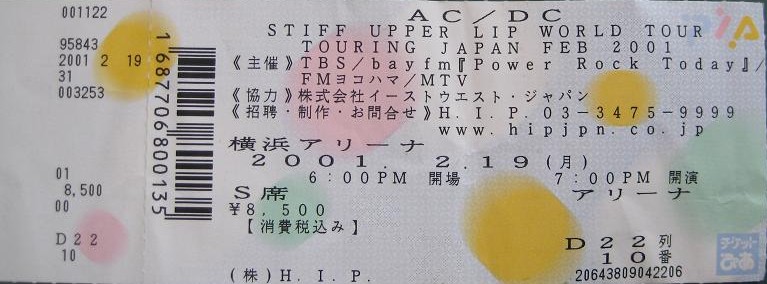 001122
95843
2001 2 19
31
003253
01
8,500
00
D22
10
1687706800135
AC/DC
STIFF UPPER LIP WORLD TOUR
TOURING JAPAN FEB 2001
《主催》TBS/bayfm『Power Rock Today』/
FMヨコハマ/MTV
《協力》株式会社イーストウエスト・ジャパン
《招聘・制作・お問合せ》H.I.P.03-3475-9999
www.hipjpn.co.jp
横浜アリーナ
2001. 2.19(月)
6:00PM 開場 7:00PM 開演
S席 アリーナ
¥8,500
【消費税込み】
D22列
10番
(株)H.I.P. 20643809042206
PIA
チケット
ぴあ